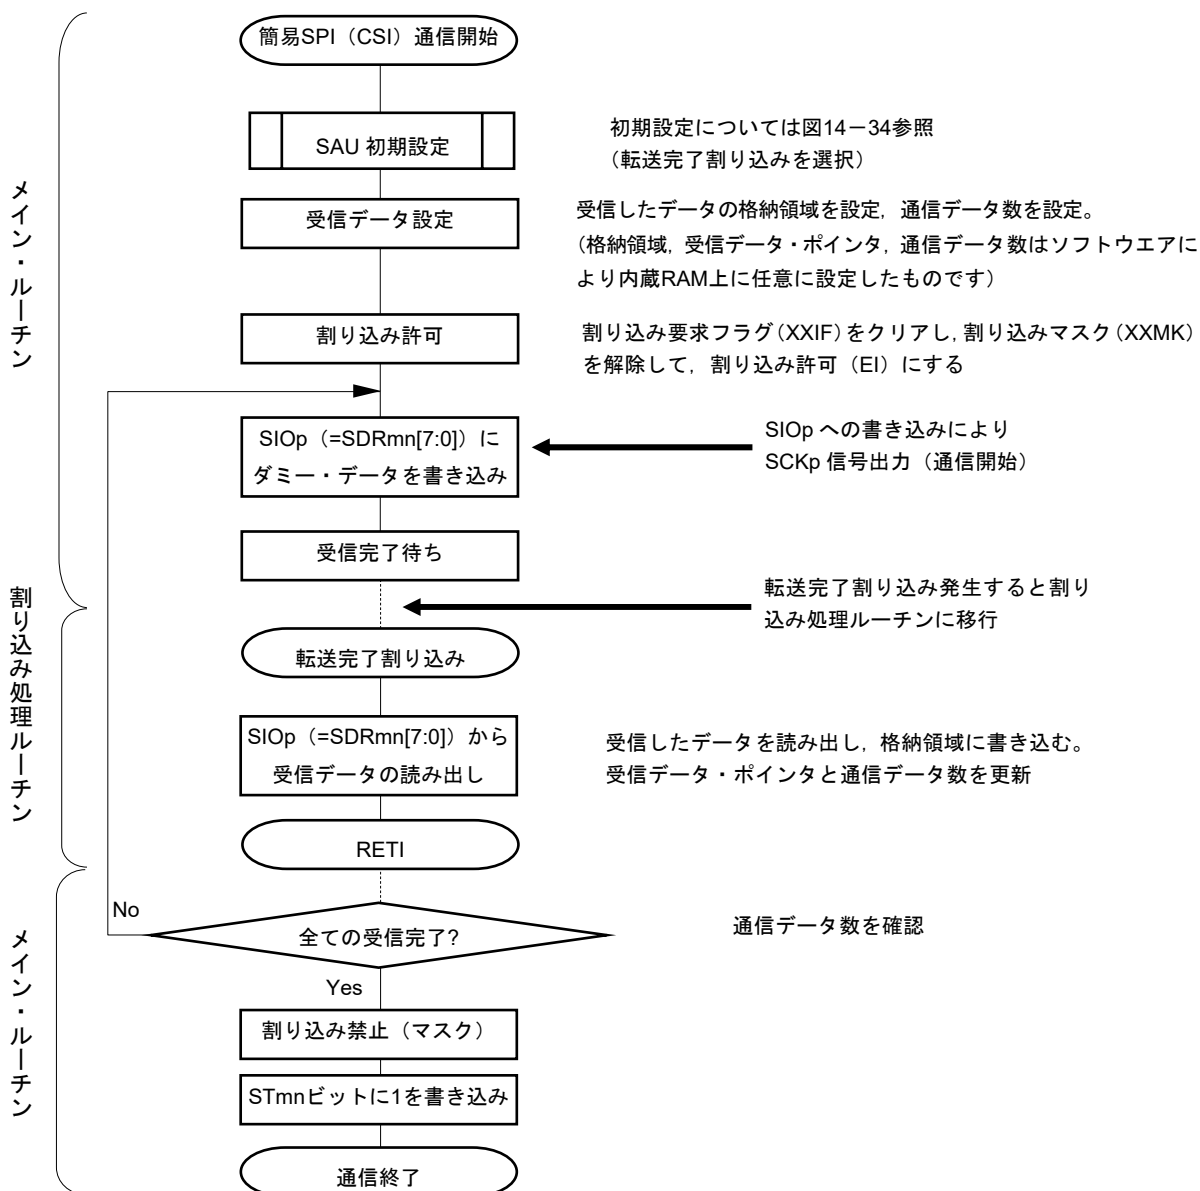 簡易SPI（CSI）通信開始
SAU 初期設定
初期設定については図14－34参照
（転送完了割り込みを選択）
メイン・ルーチン
受信データ設定
受信したデータの格納領域を設定，通信データ数を設定。
（格納領域，受信データ・ポインタ，通信データ数はソフトウエアに
より内蔵RAM上に任意に設定したものです）
割り込み許可
割り込み要求フラグ（XXIF）をクリアし，割り込みマスク（XXMK）
を解除して，割り込み許可（EI）にする
SIOp（=SDRmn[7:0]）に
ダミー・データを書き込み
SIOp への書き込みにより
SCKp 信号出力（通信開始）
受信完了待ち
転送完了割り込み発生すると割り
込み処理ルーチンに移行
割り込み処理ルーチン
転送完了割り込み
SIOp（=SDRmn[7:0]）から
受信データの読み出し
受信したデータを読み出し，格納領域に書き込む。
受信データ・ポインタと通信データ数を更新
RETI
No
全ての受信完了?
通信データ数を確認
Yes
メイン・ルーチン
割り込み禁止（マスク）
STmnビットに1を書き込み
通信終了